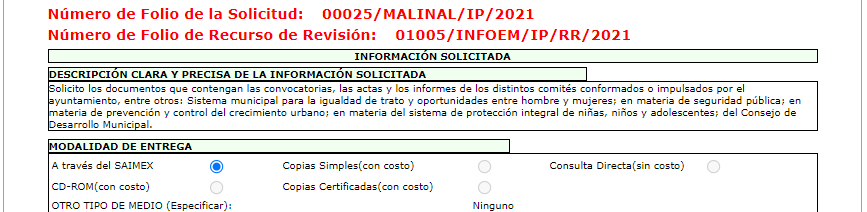 Número de Folio de la Solicitud: 00025/MALINAL/IP/2021
Número de Folio de Recurso de Revisión: 01005/INFOEM/IP/RR/2021
INFORMACIÓN SOLICITADA
DESCRIPCIÓN CLARA Y PRECISA DE LA INFORMACIÓN SOLICITADA
Solicito los documentos que contengan las convocatorias, las actas y los informes de los distintos comités conformados o impulsados por el
ayuntamiento, entre otros: Sistema municipal para la igualdad de trato y oportunidades entre hombre y mujeres; en materia de seguridad pública; en
materia de prevención y control del crecimiento urbano; en materia del sistema de protección integral de niñas, niños y adolescentes; del Consejo de
Desarrollo Municipal.
MODALIDAD DE ENTREGA
A través del SAIMEX Copias Simples(con costo) Consulta Directa(sin costo)
CD-ROM(con costo) Copias Certificadas(con costo)
OTRO TIPO DE MEDIO (Especificar): Ninguno